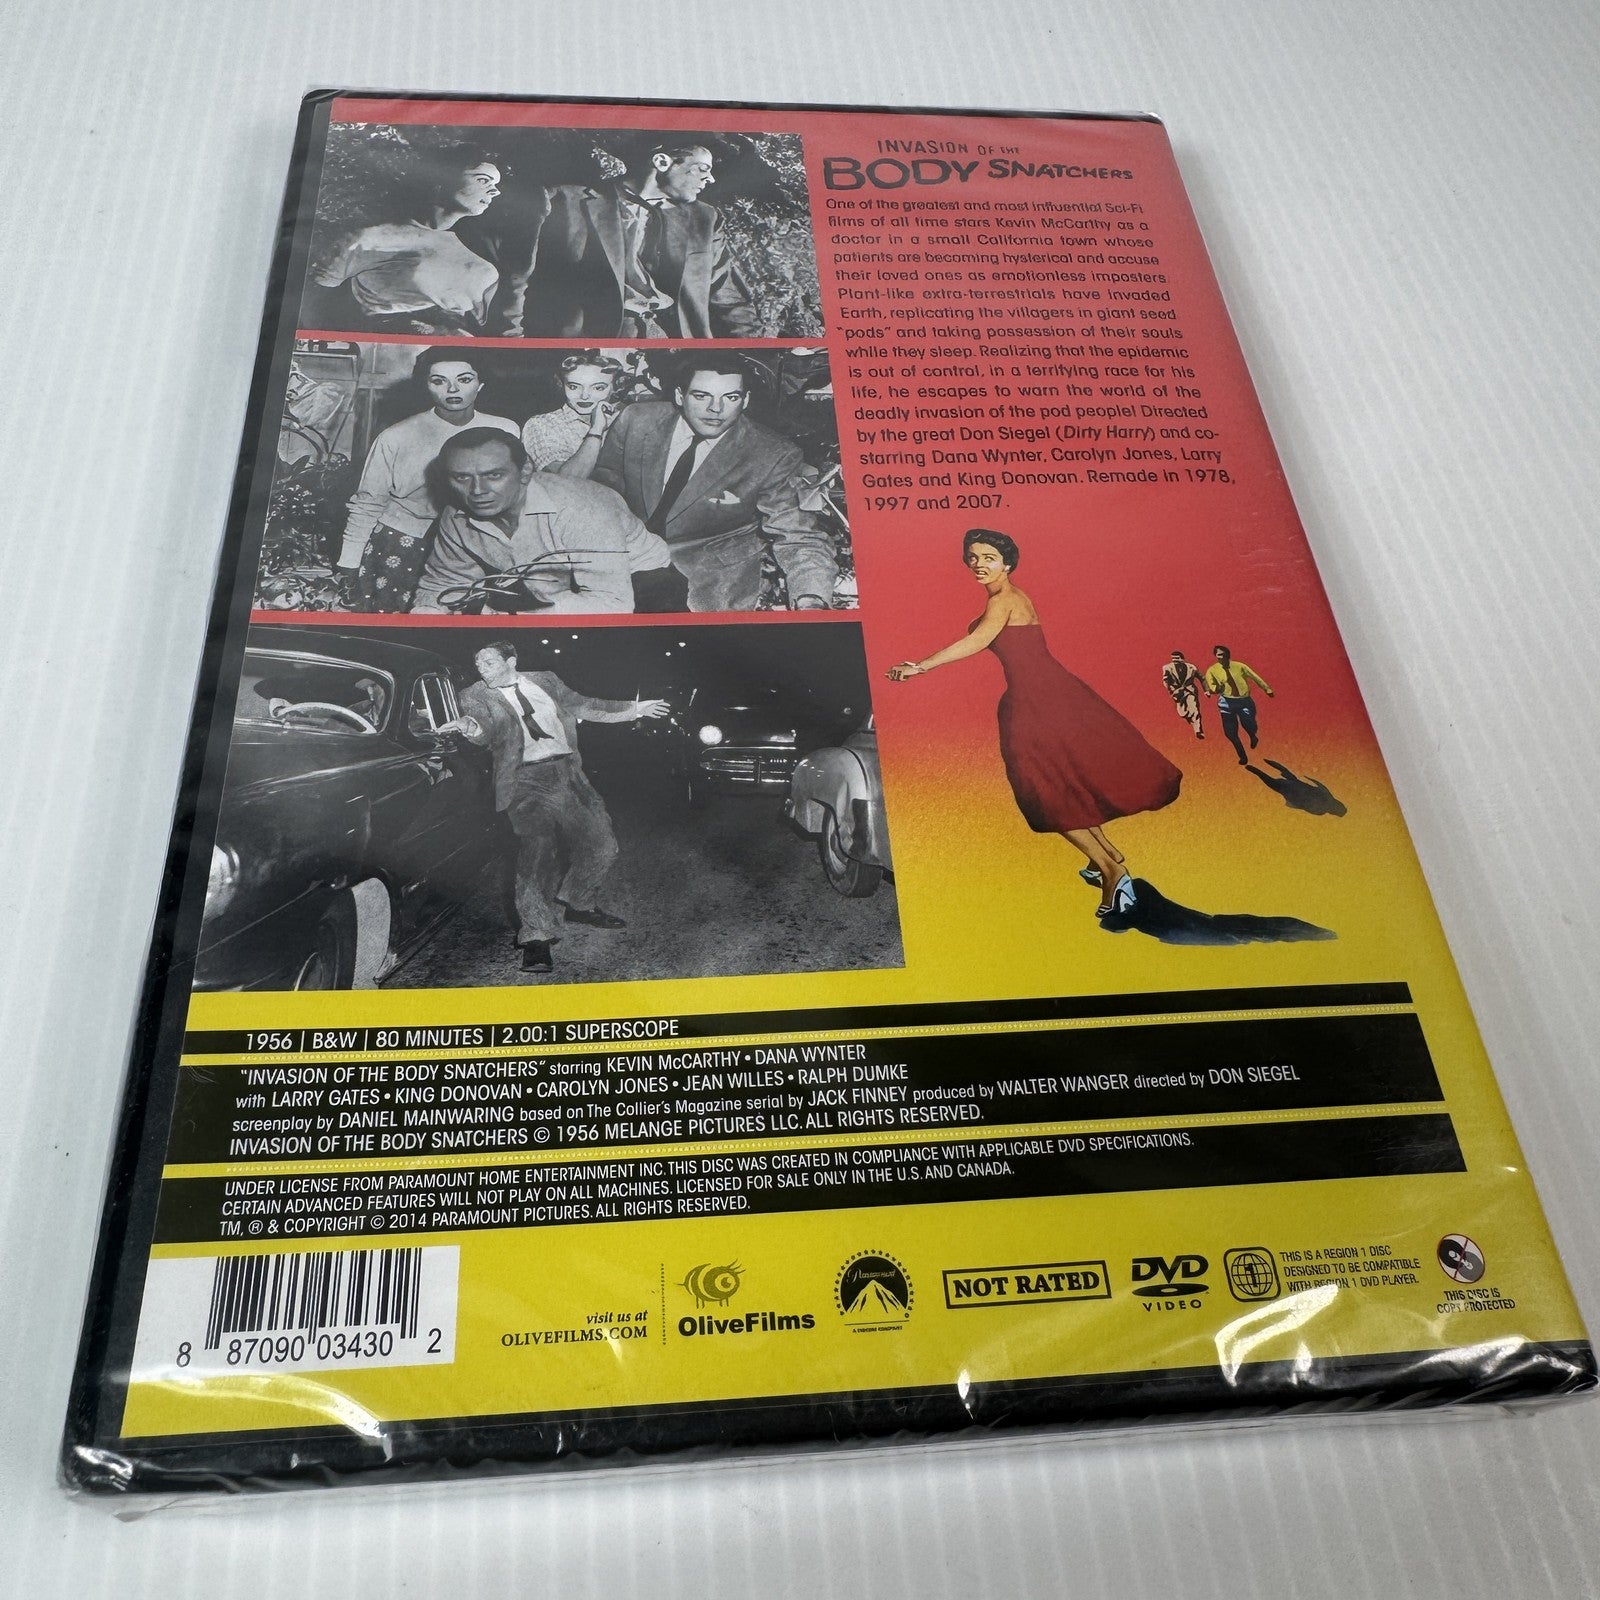 INVASION OF THE
BODY SNATCHERS
One of the greatest and most influential Sci-Fi
films of all time stars Kevin McCarthy as a
doctor in a small California town whose
patients are becoming hysterical and accuse
their loved ones as emotionless imposters.
Plant-like extra-terrestrials have invaded
Earth, replicating the villagers in giant seed
"pods" and taking possession of their souls
while they sleep. Realizing that the epidemic
is out of control, in a terrifying race for his
life, he escapes to warn the world of the
deadly invasion of the pod people! Directed
by the great Don Siegel (Dirty Harry) and co-
starring Dana Wynter, Carolyn Jones, Larry
Gates and King Donovan. Remade in 1978,
1997 and 2007.
1956 | B&W | 80 MINUTES | 2.00:1 SUPERSCOPE
"INVASION OF THE BODY SNATCHERS" starring KEVIN McCARTHY • DANA WYNTER
with LARRY GATES • KING DONOVAN • CAROLYN JONES • JEAN WILLES • RALPH DUMKE
screenplay by DANIEL MAINWARING based on The Collier's Magazine serial by JACK FINNEY produced by WALTER WANGER directed by DON SIEGEL
INVASION OF THE BODY SNATCHERS © 1956 MELANGE PICTURES LLC. ALL RIGHTS RESERVED.
UNDER LICENSE FROM PARAMOUNT HOME ENTERTAINMENT INC. THIS DISC WAS CREATED IN COMPLIANCE WITH APPLICABLE DVD SPECIFICATIONS.
CERTAIN ADVANCED FEATURES WILL NOT PLAY ON ALL MACHINES. LICENSED FOR SALE ONLY IN THE U.S. AND CANADA.
TM, ® & COPYRIGHT © 2014 PARAMOUNT PICTURES. ALL RIGHTS RESERVED.
8 87090 03430 2
visit us at
OLIVEFILMS.COM
OliveFilms
Paramount
NOT RATED
DVD
VIDEO
1
THIS IS A REGION 1 DISC
DESIGNED TO BE COMPATIBLE
WITH REGION 1 DVD PLAYER.
THIS DISC IS
COPY PROTECTED